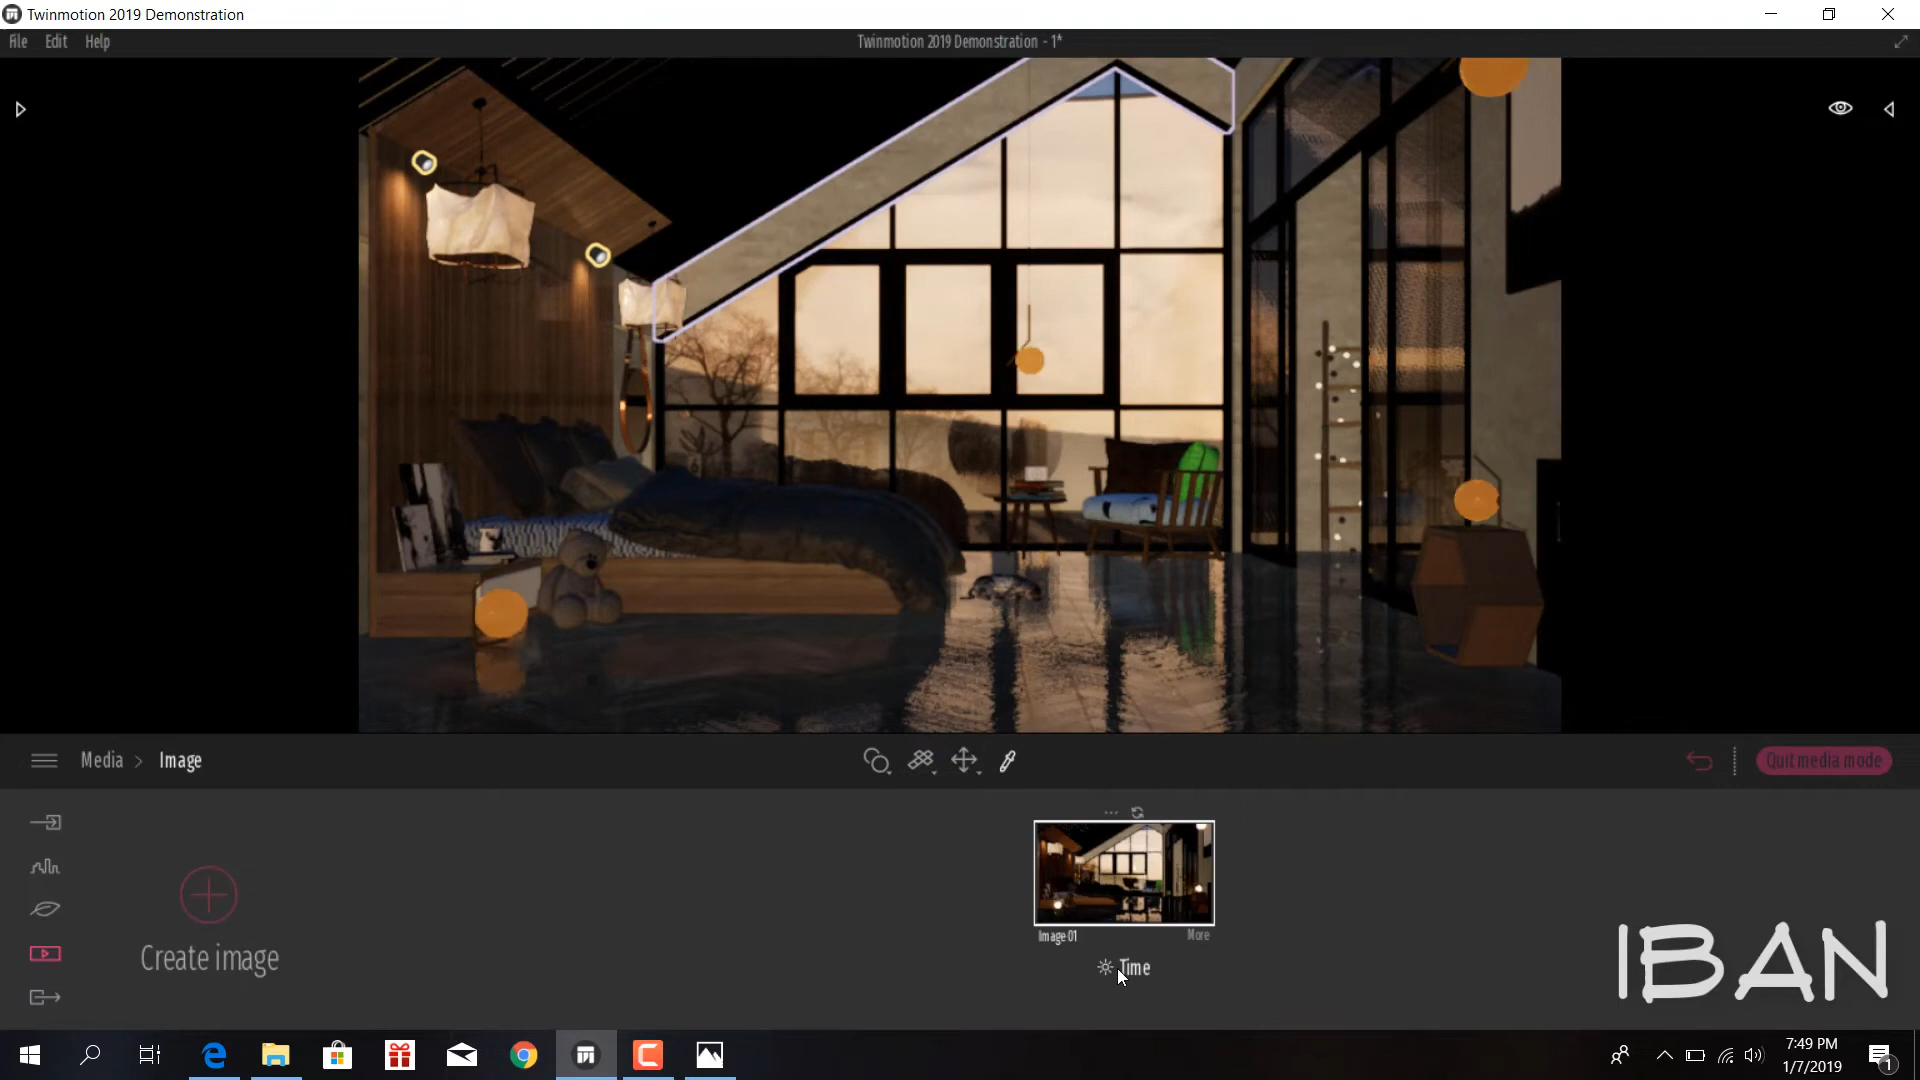 Twinmotion 2019 Demonstration
File Edit Help
Twinmotion 2019 Demonstration - 1*
Media > Image
Quit media mode
Create image
Image 01
More
Time
IBAN
7:49 PM
1/7/2019
1